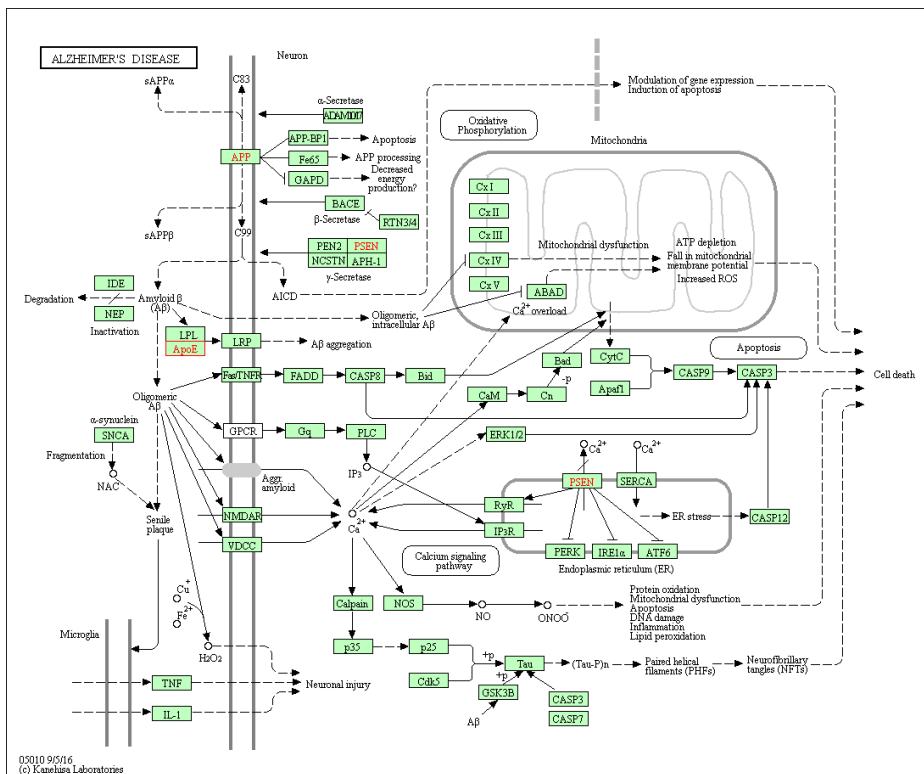 ALZHEIMER'S DISEASE
Neuron
sAPPα
C83
α-Secretase
ADAM10/17
Modulation of gene expression
Induction of apoptosis
Oxidative
Phosphorylation
Mitochondria
APP-BP1
Apoptosis
APP
Fe65
APP processing
GAPD
Decreased
energy
production?
BACE
β-Secretase
RTN3/4
sAPPβ
C99
PEN2
PSEN
NCSTN
APH-1
γ-Secretase
Cx I
Cx II
Cx III
Cx IV
Cx V
Mitochondrial dysfunction
ATP depletion
Fall in mitochondrial
membrane potential
Increased ROS
ABAD
IDE
Degradation
Amyloid β
(Aβ)
NEP
Inactivation
AICD
Oligomeric,
intracellular Aβ
Ca2+ overload
LPL
ApoE
LRP
Aβ aggregation
CytC
Apoptosis
Fas/TNFR
FADD
CASP8
Bid
Bad
-p
CaM
Cn
Apaf1
CASP9
CASP3
Cell death
Oligomeric
Aβ
α-synuclein
SNCA
Fragmentation
NAC
GPCR
Gq
PLC
IP3
ERK1/2
Aggr.
amyloid
Ca2+
Ca2+
PSEN
SERCA
RyR
IP3R
ER stress
CASP12
PERK
IRE1α
ATF6
Endoplasmic reticulum (ER)
Senile
plaque
NMDAR
VDCC
Ca2+
Calcium signaling
pathway
Cu+
Fe2+
H2O2
Calpain
NOS
NO
ONOO-
Protein oxidation
Mitochondrial dysfunction
Apoptosis
DNA damage
Inflammation
Lipid peroxidation
Microglia
p35
p25
Cdk5
+p
+p
Tau
(Tau-P)n
Paired helical
filaments (PHFs)
Neurofibrillary
tangles (NFTs)
GSK3B
Aβ
CASP3
CASP7
TNF
IL-1
Neuronal injury
05010 9/5/16
(c) Kanehisa Laboratories